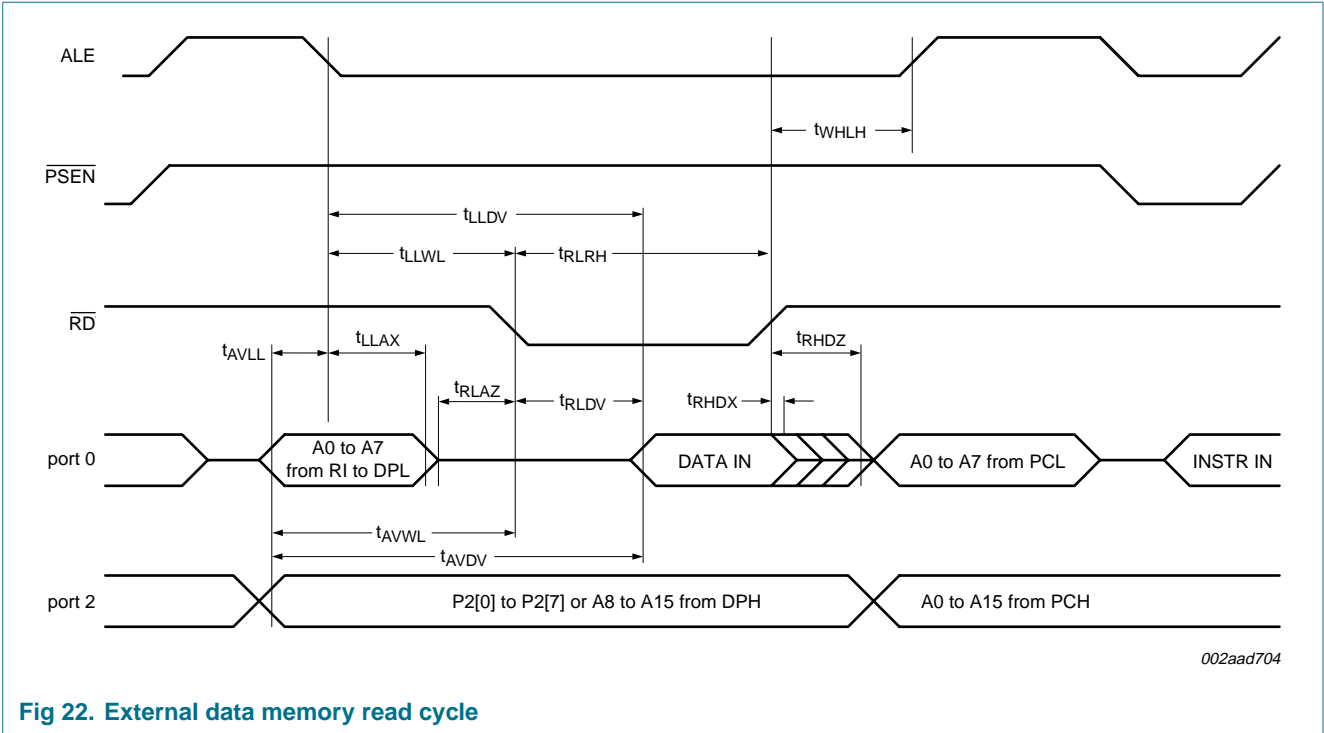 ALE
tWHLH
PSEN
tLLDV
tLLWL
tRLRH
RD
tAVLL
tLLAX
tRHDZ
tRLAZ
tRLDV
tRHDX
port 0
A0 to A7
from RI to DPL
DATA IN
A0 to A7 from PCL
INSTR IN
tAVWL
tAVDV
port 2
P2[0] to P2[7] or A8 to A15 from DPH
A0 to A15 from PCH
002aad704
Fig 22. External data memory read cycle